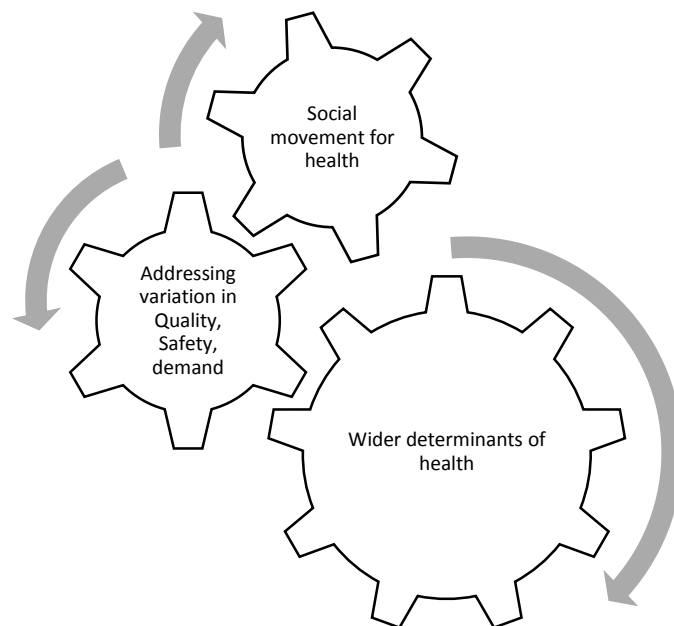 Social
movement for
health
Addressing
variation in
Quality,
Safety,
demand
Wider determinants of
health